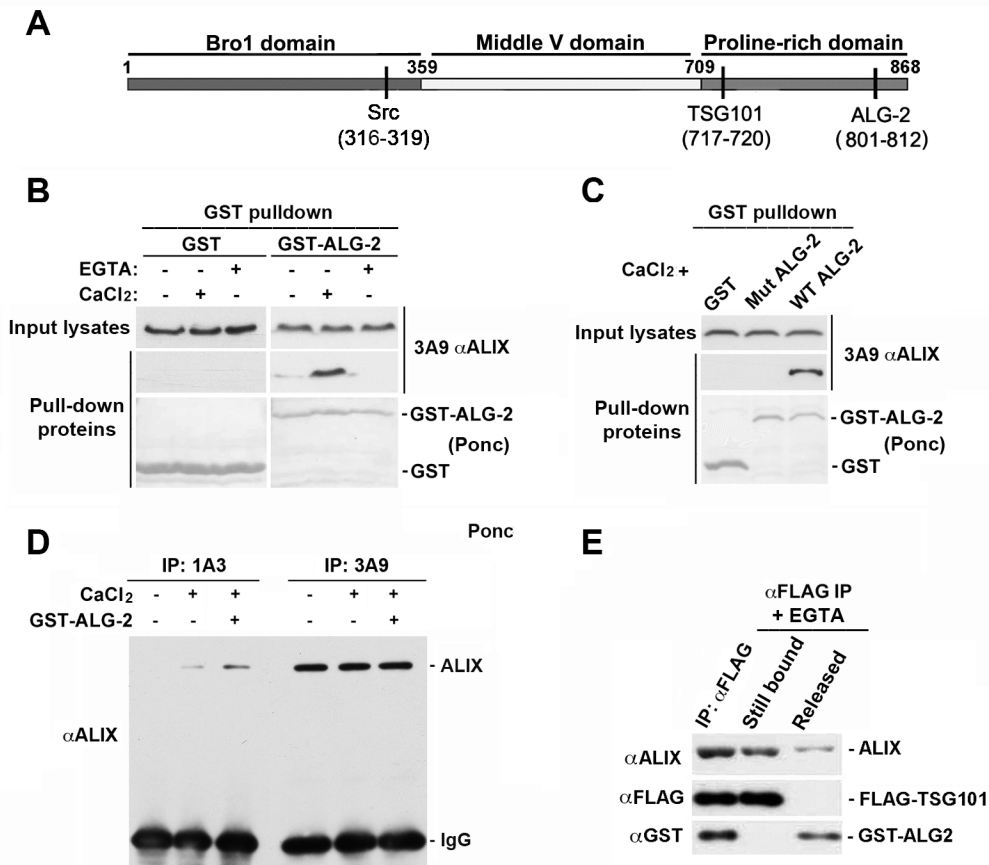 A
Bro1 domain Middle V domain Proline-rich domain
1 359 709 868
Src TSG101 ALG-2
(316-319) (717-720) (801-812)
B
GST pulldown
GST GST-ALG-2
EGTA: - - + - - +
CaCl2: - + - - + -
Input lysates
3A9 αALIX
Pull-down
proteins
-GST-ALG-2
(Ponc)
-GST
C
GST pulldown
CaCl2 +
GST Mut ALG-2 WT ALG-2
Input lysates
3A9 αALIX
Pull-down
proteins
-GST-ALG-2
(Ponc)
-GST
Ponc
D
IP: 1A3 IP: 3A9
CaCl2 - + + - + +
GST-ALG-2 - - + - - +
- ALIX
αALIX
- IgG
E
αFLAG IP
+ EGTA
IP: αFLAG Still bound Released
αALIX - ALIX
αFLAG - FLAG-TSG101
αGST - GST-ALG2